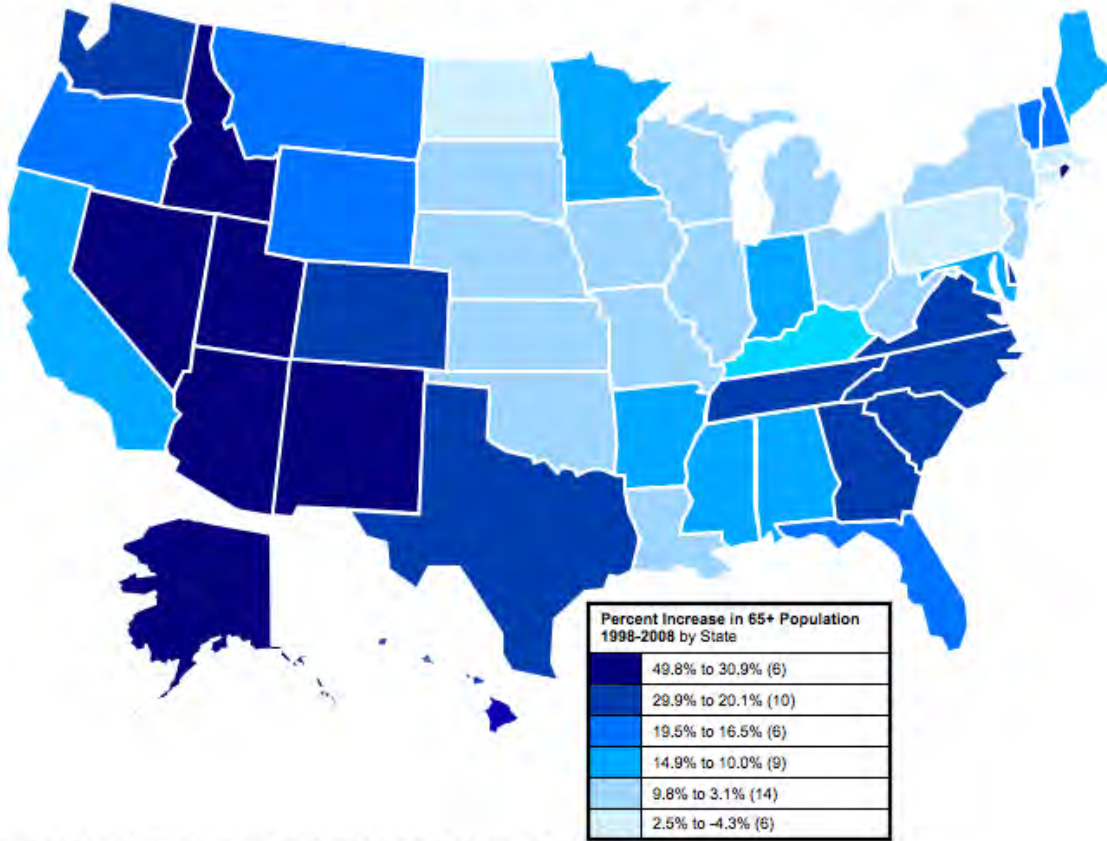 Percent Increase in 65+ Population
1998-2008 by State
49.8% to 30.9% (6)
29.9% to 20.1% (10)
19.5% to 16.5% (6)
14.9% to 10.0% (9)
9.8% to 3.1% (14)
2.5% to -4.3% (6)